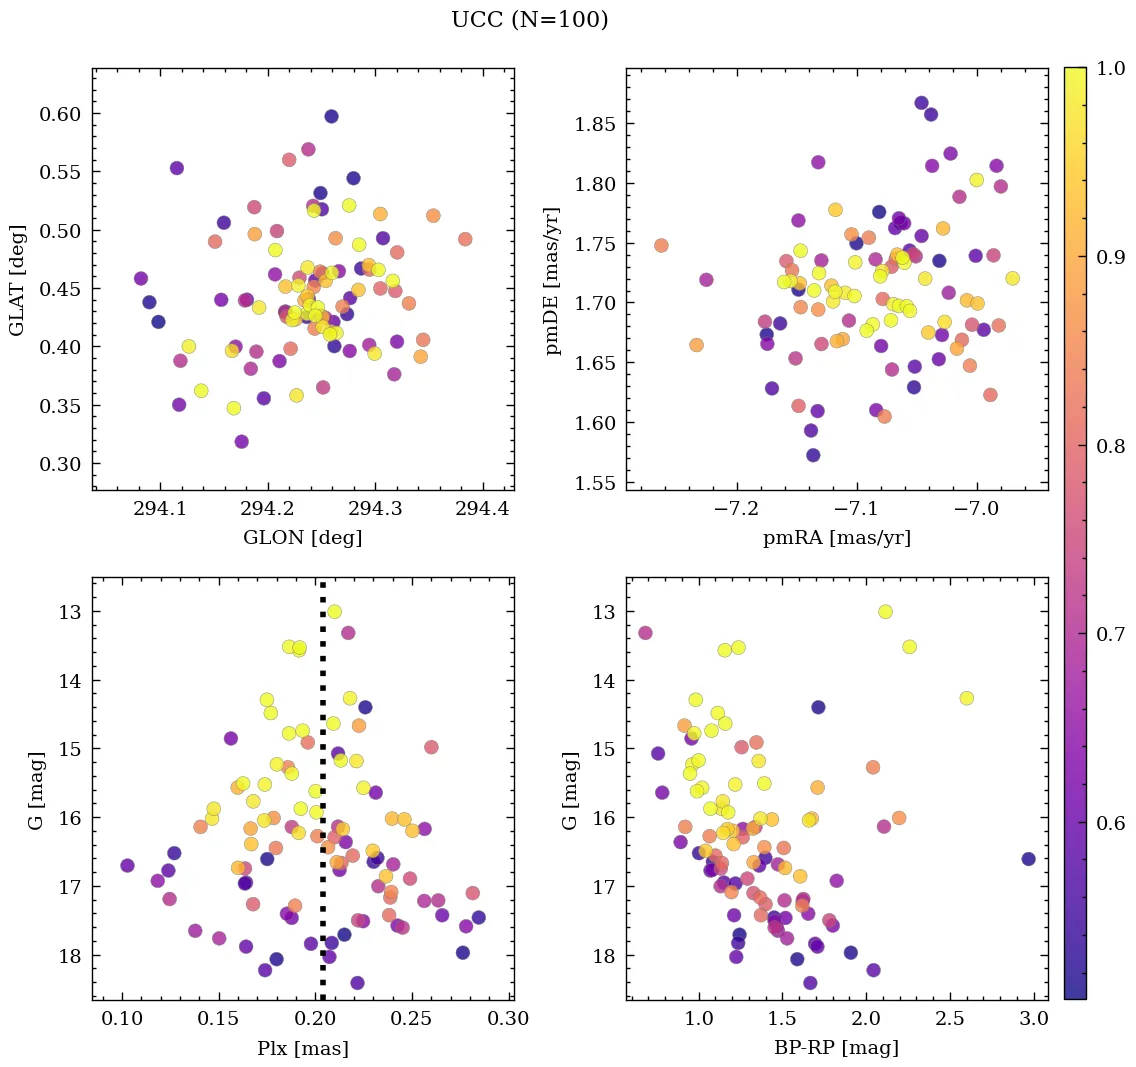 UCC (N=100)
0.60
0.55
0.50
0.45
0.40
0.35
0.30
GLAT [deg]
294.1 294.2 294.3 294.4
GLON [deg]
1.85
1.80
1.75
1.70
1.65
1.60
1.55
pmDE [mas/yr]
−7.2 −7.1 −7.0
pmRA [mas/yr]
1.0
0.9
0.8
0.7
0.6
13
14
15
16
17
18
G [mag]
0.10 0.15 0.20 0.25 0.30
Plx [mas]
13
14
15
16
17
18
G [mag]
1.0 1.5 2.0 2.5 3.0
BP-RP [mag]